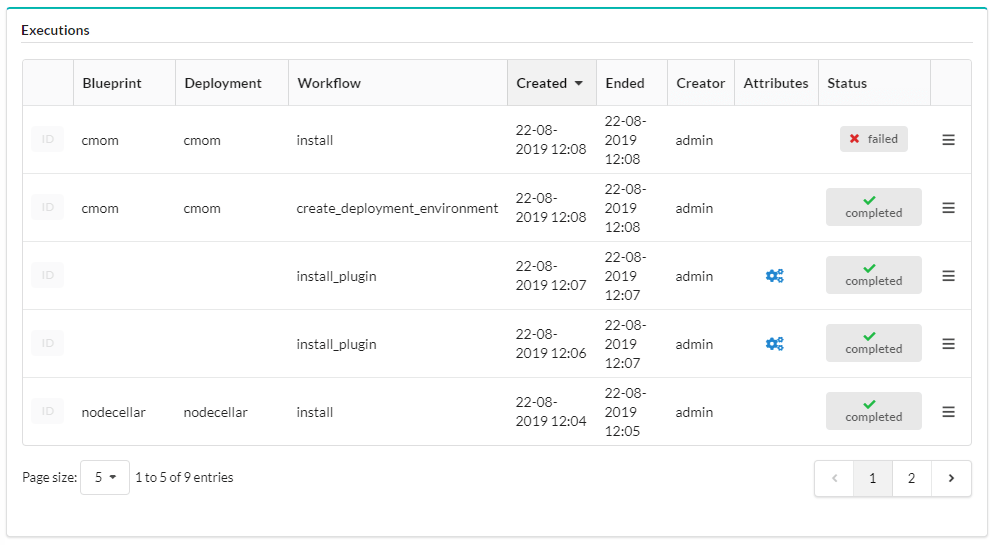 Executions
Blueprint Deployment Workflow Created Ended Creator Attributes Status
ID cmom cmom install 22-08-2019 12:08 22-08-2019 12:08 admin failed
ID cmom cmom create_deployment_environment 22-08-2019 12:08 22-08-2019 12:08 admin completed
ID install_plugin 22-08-2019 12:07 22-08-2019 12:07 admin completed
ID install_plugin 22-08-2019 12:06 22-08-2019 12:07 admin completed
ID nodecellar nodecellar install 22-08-2019 12:04 22-08-2019 12:05 admin completed
Page size: 5 1 to 5 of 9 entries 1 2